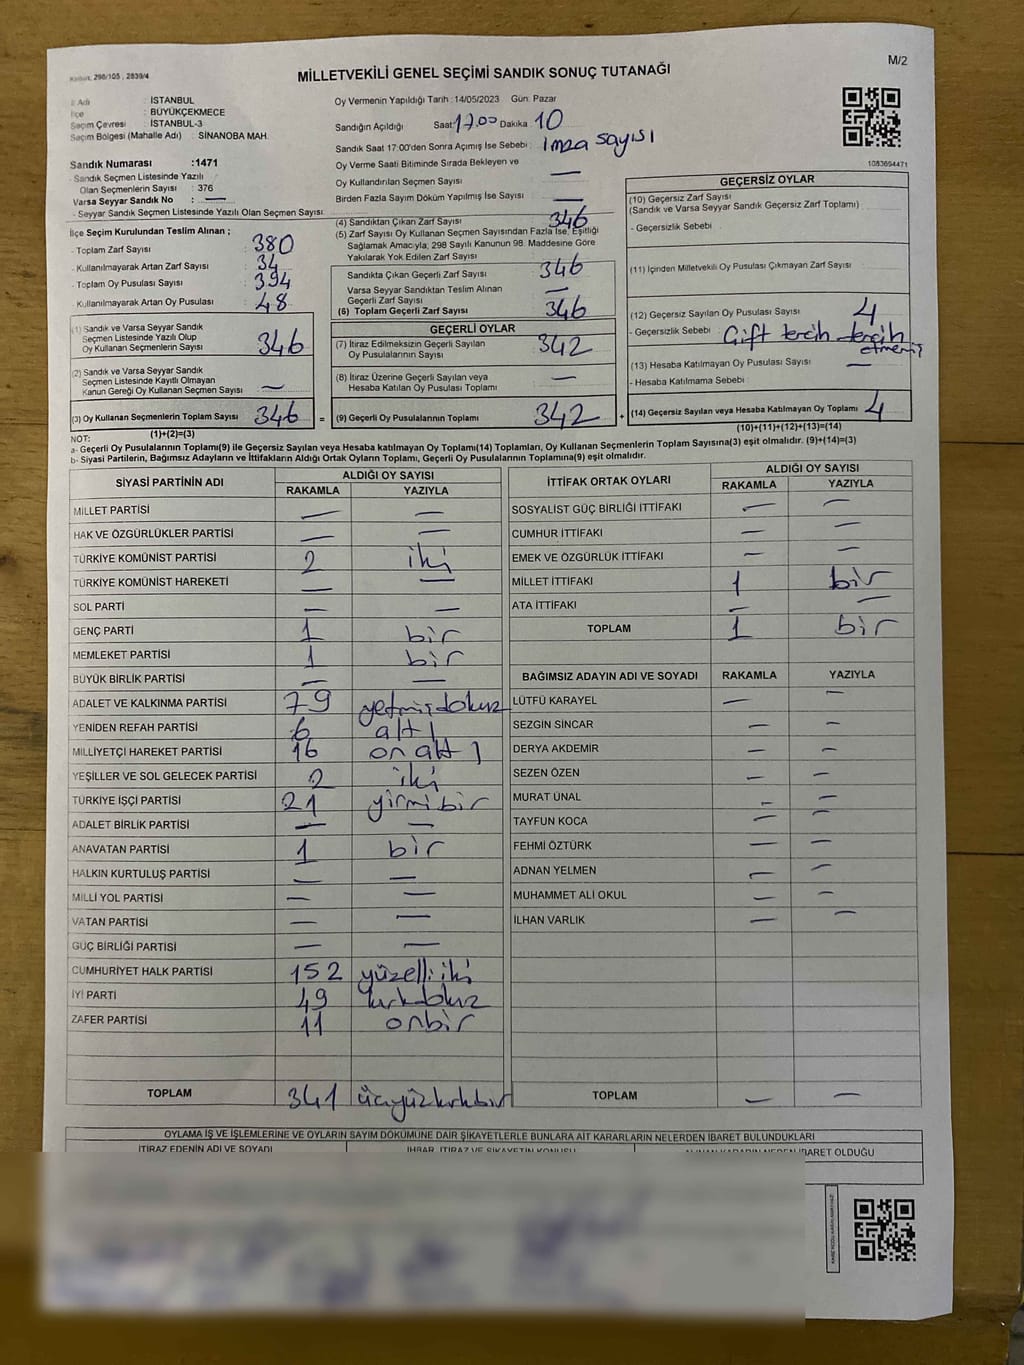 M/2
Kanun, 298/105 , 2839/4
MİLLETVEKİLİ GENEL SEÇİMİ SANDIK SONUÇ TUTANAĞI
İl Adı : İSTANBUL
İlçe : BÜYÜKÇEKMECE
Seçim Çevresi : İSTANBUL-3
Seçim Bölgesi (Mahalle Adı) : SİNANOBA MAH.
Oy Vermenin Yapıldığı Tarih : 14/05/2023 Gün: Pazar
Sandığın Açıldığı Saat: 17.00 Dakika : 10
Sandık Saat 17:00'den Sonra Açımış İse Sebebi : imza sayısı
Oy Verme Saati Bitiminde Sırada Bekleyen ve
Oy Kullandırılan Seçmen Sayısı : —
Birden Fazla Sayım Döküm Yapılmış İse Sayısı : —
1083694471
Sandık Numarası :1471
- Sandık Seçmen Listesinde Yazılı
Olan Seçmenlerin Sayısı : 376
Varsa Seyyar Sandık No : —
- Seyyar Sandık Seçmen Listesinde Yazılı Olan Seçmen Sayısı:
İlçe Seçim Kurulundan Teslim Alınan ;
- Toplam Zarf Sayısı : 380
- Kullanılmayarak Artan Zarf Sayısı : 34
- Toplam Oy Pusulası Sayısı : 394
- Kullanılmayarak Artan Oy Pusulası : 48
(1) Sandık ve Varsa Seyyar Sandık
Seçmen Listesinde Yazılı Olup
Oy Kullanan Seçmenlerin Sayısı : 346
(2) Sandık ve Varsa Seyyar Sandık
Seçmen Listesinde Kayıtlı Olmayan
Kanun Gereği Oy Kullanan Seçmen Sayısı : —
(3) Oy Kullanan Seçmenlerin Toplam Sayısı : 346 =
(1)+(2)=(3)
(4) Sandıktan Çıkan Zarf Sayısı : 346
(5) Zarf Sayısı Oy Kullanan Seçmen Sayısından Fazla İse, Eşitliği
Sağlamak Amacıyla, 298 Sayılı Kanunun 98. Maddesine Göre
Yakılarak Yok Edilen Zarf Sayısı :
Sandıkta Çıkan Geçerli Zarf Sayısı : 346
Varsa Seyyar Sandıktan Teslim Alınan
Geçerli Zarf Sayısı : —
(6) Toplam Geçerli Zarf Sayısı : 346
GEÇERLİ OYLAR
(7) İtiraz Edilmeksizin Geçerli Sayılan
Oy Pusulalarının Sayısı : 342
(8) İtiraz Üzerine Geçerli Sayılan veya
Hesaba Katılan Oy Pusulası Toplamı : —
(9) Geçerli Oy Pusulalarının Toplamı : 342 +
GEÇERSİZ OYLAR
(10) Geçersiz Zarf Sayısı :
(Sandık ve Varsa Seyyar Sandık Geçersiz Zarf Toplamı)
- Geçersizlik Sebebi :
(11) İçinden Milletvekili Oy Pusulası Çıkmayan Zarf Sayısı :
(12) Geçersiz Sayılan Oy Pusulası Sayısı : 4
- Geçersizlik Sebebi : Çift tercih tercih etmemiş
(13) Hesaba Katılmayan Oy Pusulası Sayısı : —
- Hesaba Katılmama Sebebi :
(14) Geçersiz Sayılan veya Hesaba Katılmayan Oy Toplamı : 4
(10)+(11)+(12)+(13)=(14)
NOT:
a- Geçerli Oy Pusulalarının Toplamı(9) ile Geçersiz Sayılan veya Hesaba katılmayan Oy Toplamı(14) Toplamları, Oy Kullanan Seçmenlerin Toplam Sayısına(3) eşit olmalıdır. (9)+(14)=(3)
b- Siyasi Partilerin, Bağımsız Adayların ve İttifakların Aldığı Ortak Oyların Toplamı, Geçerli Oy Pusulalarının Toplamına(9) eşit olmalıdır.
SİYASİ PARTİNİN ADI ALDIĞI OY SAYISI
RAKAMLA YAZIYLA
MİLLET PARTİSİ — —
HAK VE ÖZGÜRLÜKLER PARTİSİ — —
TÜRKİYE KOMÜNİST PARTİSİ 2 iki
TÜRKİYE KOMÜNİST HAREKETİ — —
SOL PARTİ — —
GENÇ PARTİ 1 bir
MEMLEKET PARTİSİ 1 bir
BÜYÜK BİRLİK PARTİSİ — —
ADALET VE KALKINMA PARTİSİ 79 yetmişdokuz
YENİDEN REFAH PARTİSİ 6 altı
MİLLİYETÇİ HAREKET PARTİSİ 16 on altı
YEŞİLLER VE SOL GELECEK PARTİSİ 2 iki
TÜRKİYE İŞÇİ PARTİSİ 21 yirmibir
ADALET BİRLİK PARTİSİ — —
ANAVATAN PARTİSİ 1 bir
HALKIN KURTULUŞ PARTİSİ — —
MİLLİ YOL PARTİSİ — —
VATAN PARTİSİ — —
GÜÇ BİRLİĞİ PARTİSİ — —
CUMHURİYET HALK PARTİSİ 152 yüzelliiki
İYİ PARTİ 49 kırkdokuz
ZAFER PARTİSİ 11 onbir
TOPLAM 341 üçyüzkırkbir
İTTİFAK ORTAK OYLARI ALDIĞI OY SAYISI
RAKAMLA YAZIYLA
SOSYALİST GÜÇ BİRLİĞİ İTTİFAKI — —
CUMHUR İTTİFAKI — —
EMEK VE ÖZGÜRLÜK İTTİFAKI — —
MİLLET İTTİFAKI 1 bir
ATA İTTİFAKI — —
TOPLAM 1 bir
BAĞIMSIZ ADAYIN ADI VE SOYADI RAKAMLA YAZIYLA
LÜTFÜ KARAYEL — —
SEZGİN SİNCAR — —
DERYA AKDEMİR — —
SEZEN ÖZEN — —
MURAT ÜNAL — —
TAYFUN KOCA — —
FEHMİ ÖZTÜRK — —
ADNAN YELMEN — —
MUHAMMET ALİ OKUL — —
İLHAN VARLIK — —
TOPLAM — —
OYLAMA İŞ VE İŞLEMLERİNE VE OYLARIN SAYIM DÖKÜMÜNE DAİR ŞİKAYETLERLE BUNLARA AİT KARARLARIN NELERDEN İBARET BULUNDUKLARI
İTİRAZ EDENİN ADI VE SOYADI İHBAR, İTİRAZ VE ŞİKAYETİN KONUSU ALINAN KARARIN NEDEN İBARET OLDUĞU